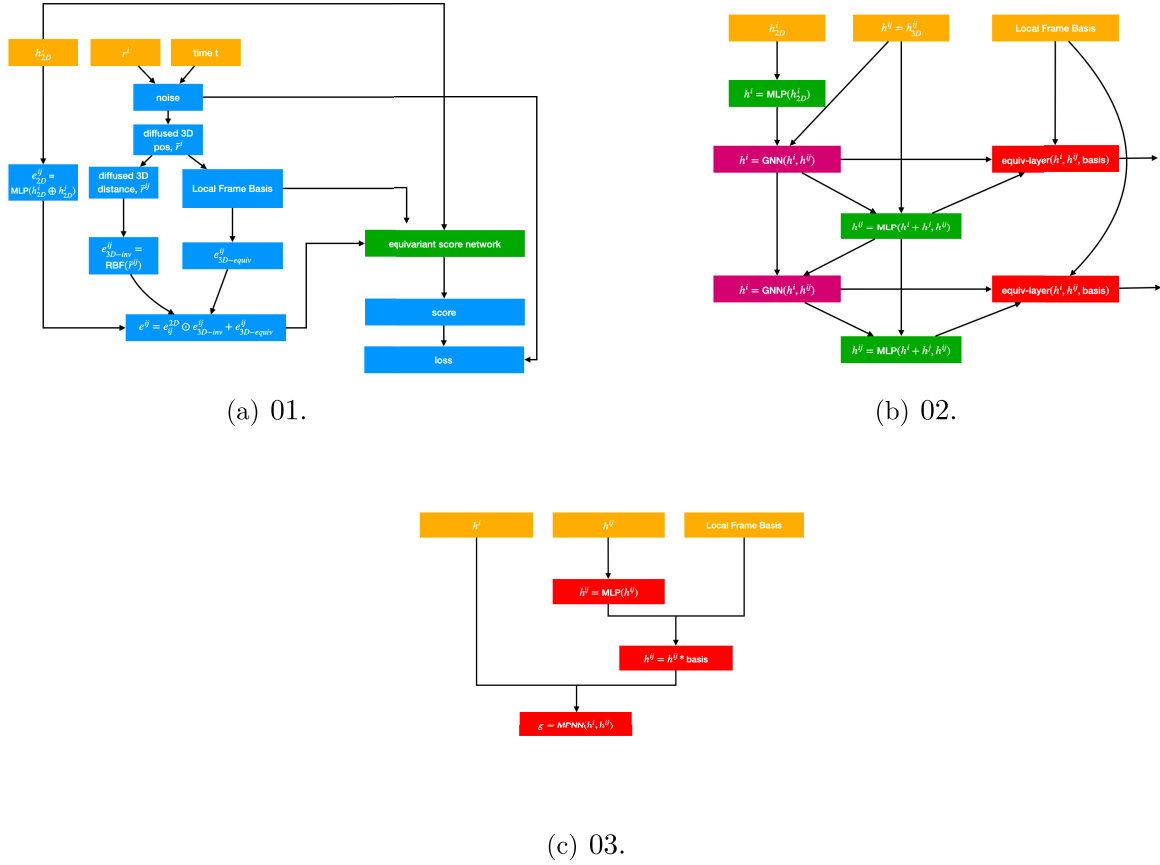 h^i_{2D}
r^i
time t
noise
diffused 3D
pos, r̃^i
e^{ij}_{2D} =
MLP(h^i_{2D} ⊕ h^j_{2D})
diffused 3D
distance, r̃^{ij}
Local Frame Basis
e^{ij}_{3D−inv} =
RBF(r̃^{ij})
e^{ij}_{3D−equiv}
equivariant score network
e^{ij} = e^{2D}_{ij} ⊙ e^{ij}_{3D−inv} + e^{ij}_{3D−equiv}
score
loss
(a) 01.
h^i_{2D}
h^{ij} = h^{ij}_{3D}
Local Frame Basis
h^i = MLP(h^i_{2D})
h^i = GNN(h^i, h^{ij})
equiv-layer(h^i, h^{ij}, basis)
h^{ij} = MLP(h^i + h^j, h^{ij})
h^i = GNN(h^i, h^{ij})
equiv-layer(h^i, h^{ij}, basis)
h^{ij} = MLP(h^i + h^j, h^{ij})
(b) 02.
h^i
h^{ij}
Local Frame Basis
h^{ij} = MLP(h^{ij})
h^{ij} = h^{ij} * basis
g = MPNN(h^i, h^{ij})
(c) 03.